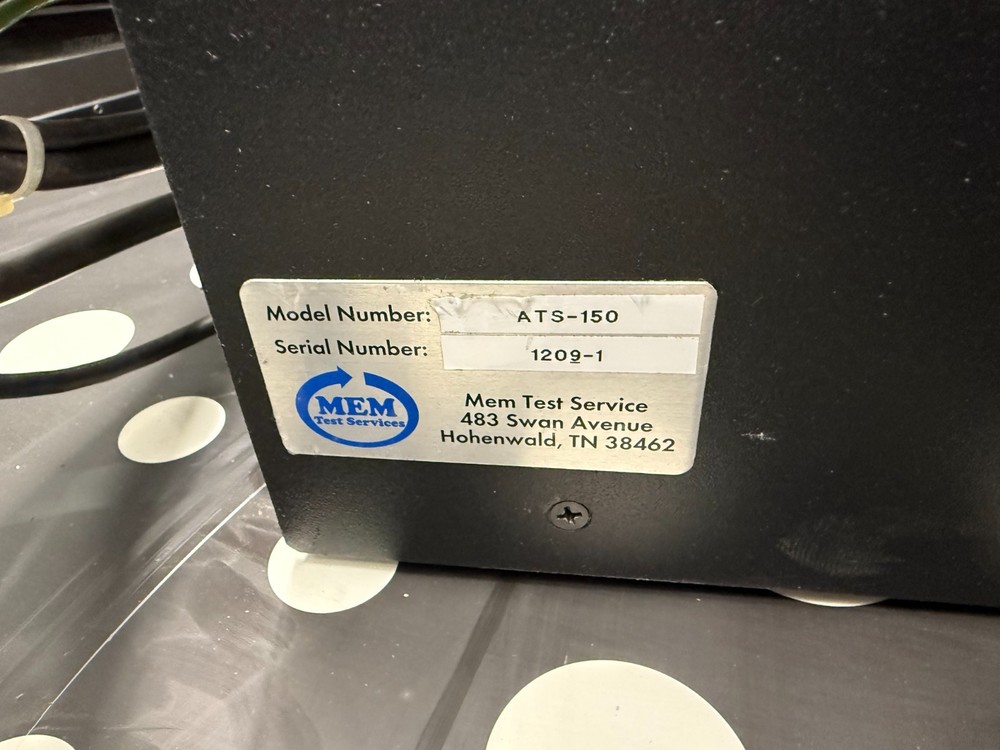 Model Number: ATS-150
Serial Number: 1209-1
MEM
Test Services
Mem Test Service
483 Swan Avenue
Hohenwald, TN 38462